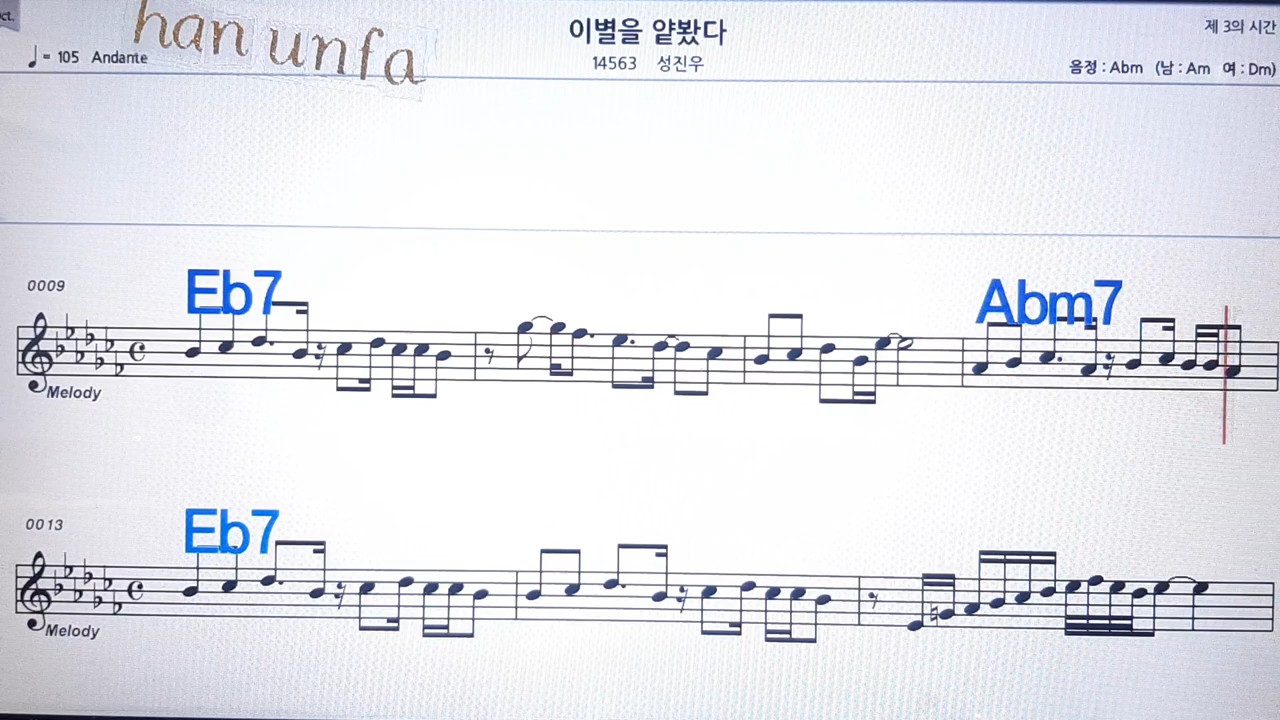 ct.
han unfa
이별을 얕봤다
제 3의 시간
♩= 105 Andante
14563 성진우
음정 : Abm (남 : Am 여 : Dm)
0009
Eb7
Abm7
Melody
0013
Eb7
Melody